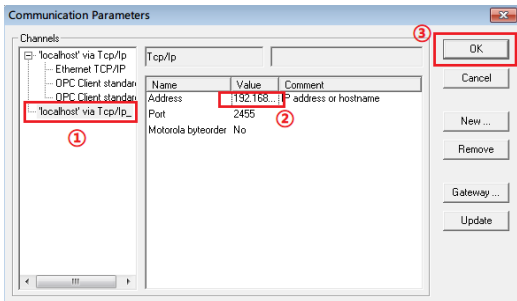 Communication Parameters
Channels
③
'localhost' via Tcp/Ip
Ethernet TCP/IP
OPC Client standar
OPC Client standar
'localhost' via Tcp/Ip_
①
Tcp/Ip
Name Value Comment
Address 192.168... IP address or hostname
②
Port 2455
Motorola byteorder No
OK
Cancel
New ...
Remove
Gateway ...
Update